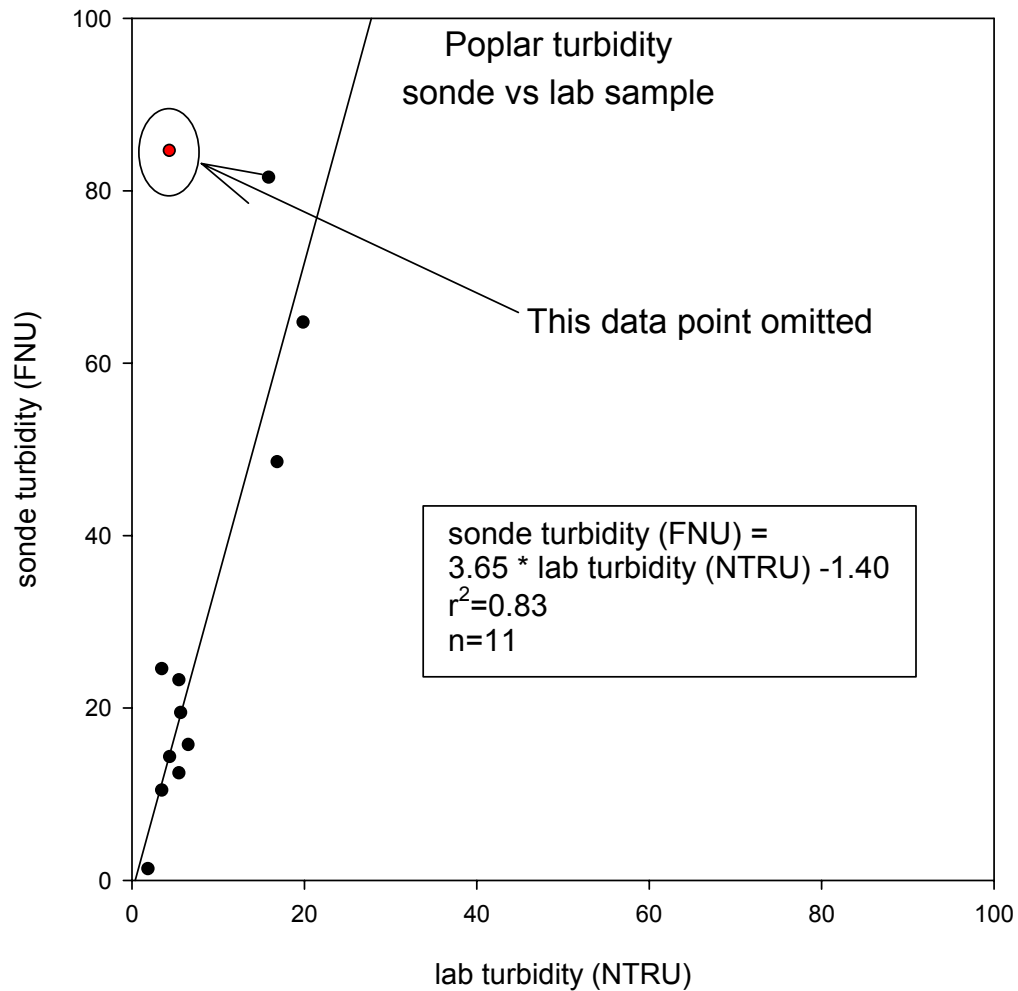 Poplar turbidity
sonde vs lab sample
This data point omitted
sonde turbidity (FNU) =
3.65 * lab turbidity (NTRU) -1.40
r²=0.83
n=11
sonde turbidity (FNU)
100
80
60
40
20
0
0 20 40 60 80 100
lab turbidity (NTRU)